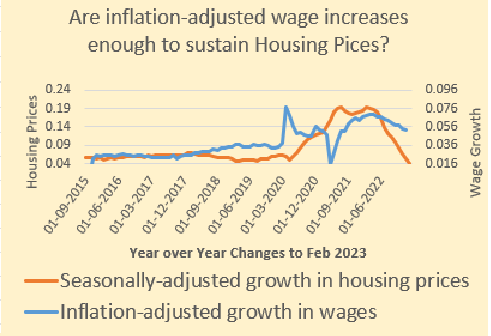 Are inflation-adjusted wage increases
enough to sustain Housing Pices?
0.24
0.19
0.14
0.09
0.04
Housing Prices
0.096
0.076
0.056
0.036
0.016
Wage Growth
01-09-2015
01-06-2016
01-03-2017
01-12-2017
01-09-2018
01-06-2019
01-03-2020
01-12-2020
01-09-2021
01-06-2022
Year over Year Changes to Feb 2023
Seasonally-adjusted growth in housing prices
Inflation-adjusted growth in wages